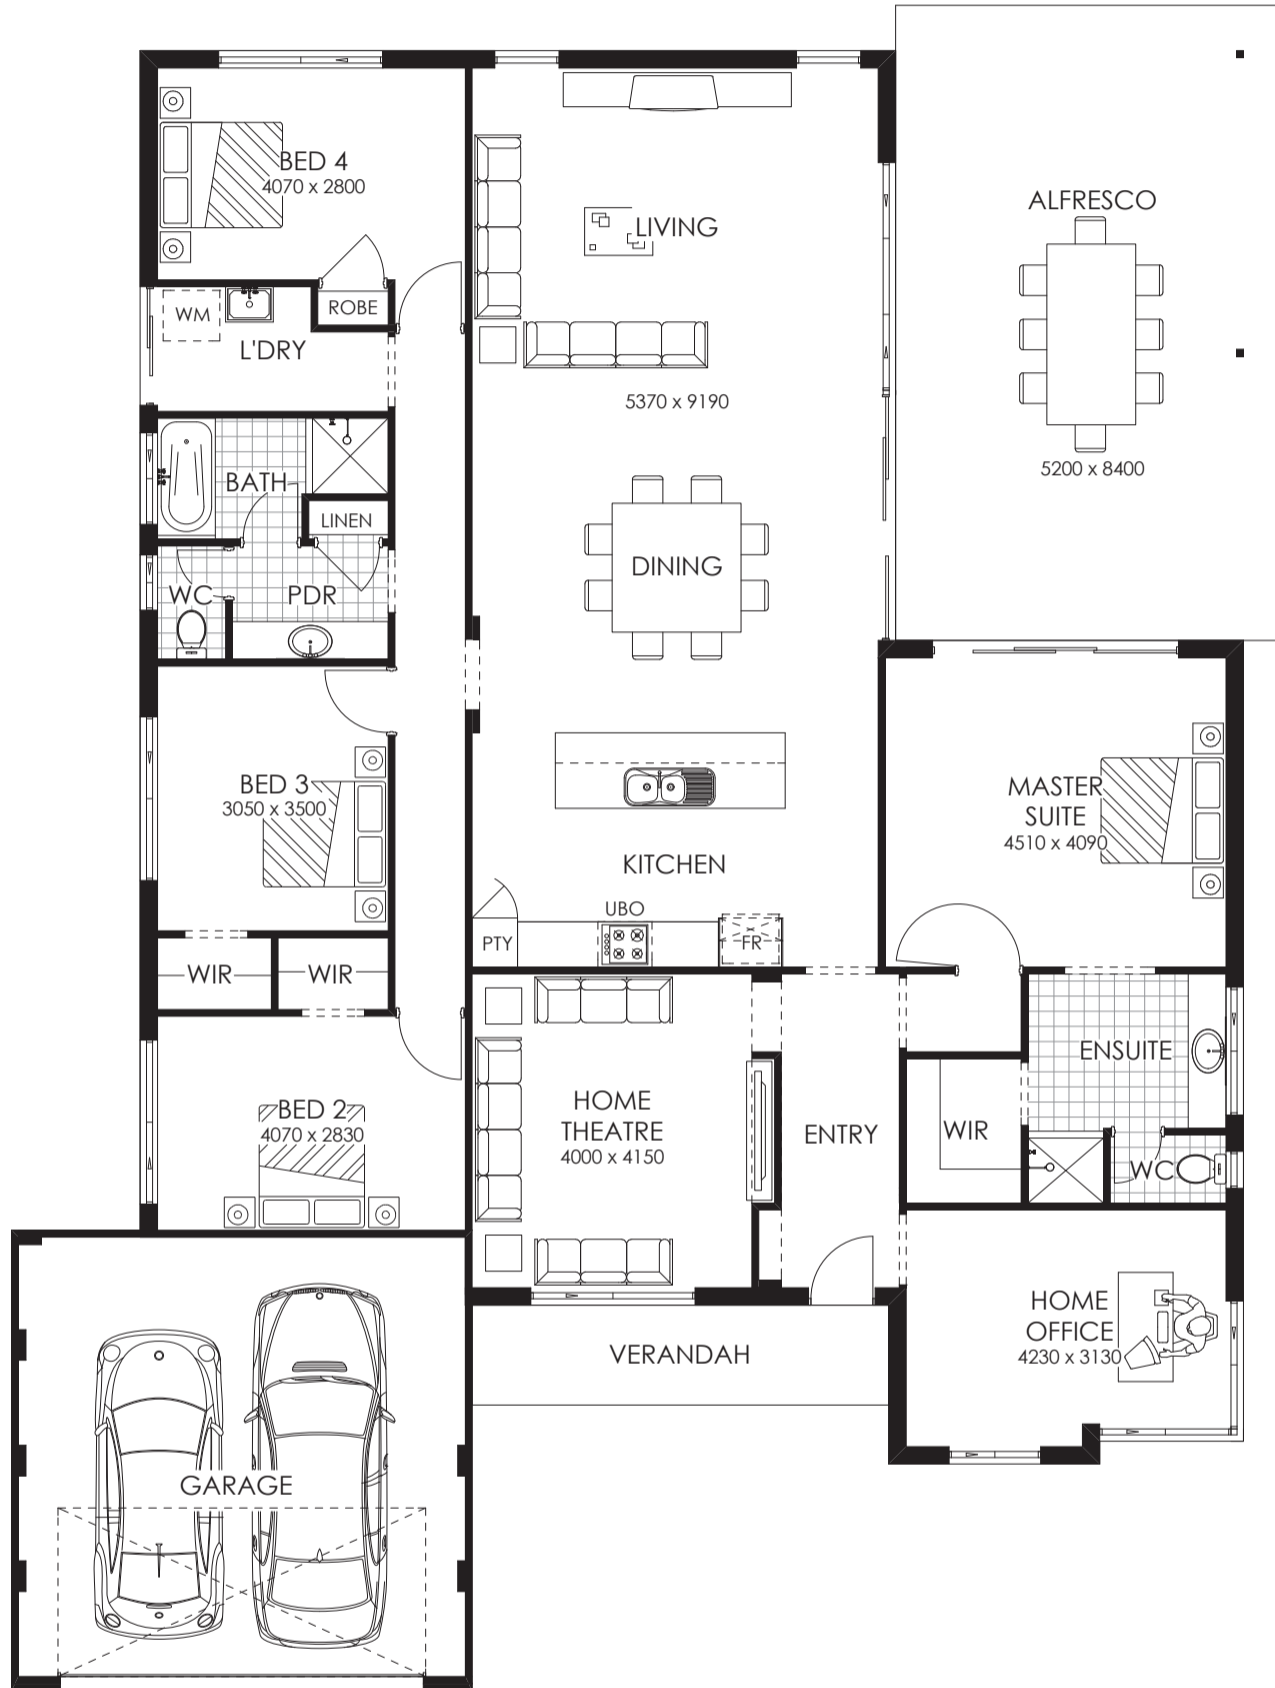 BED 4
4070 x 2800
LIVING
ALFRESCO
WM
ROBE
L'DRY
5370 x 9190
5200 x 8400
BATH
LINEN
DINING
WC
PDR
BED 3
3050 x 3500
MASTER
SUITE
4510 x 4090
KITCHEN
UBO
PTY
FR
WIR
WIR
ENSUITE
BED 2
4070 x 2830
HOME
THEATRE
4000 x 4150
ENTRY
WIR
WC
HOME
OFFICE
4230 x 3130
VERANDAH
GARAGE